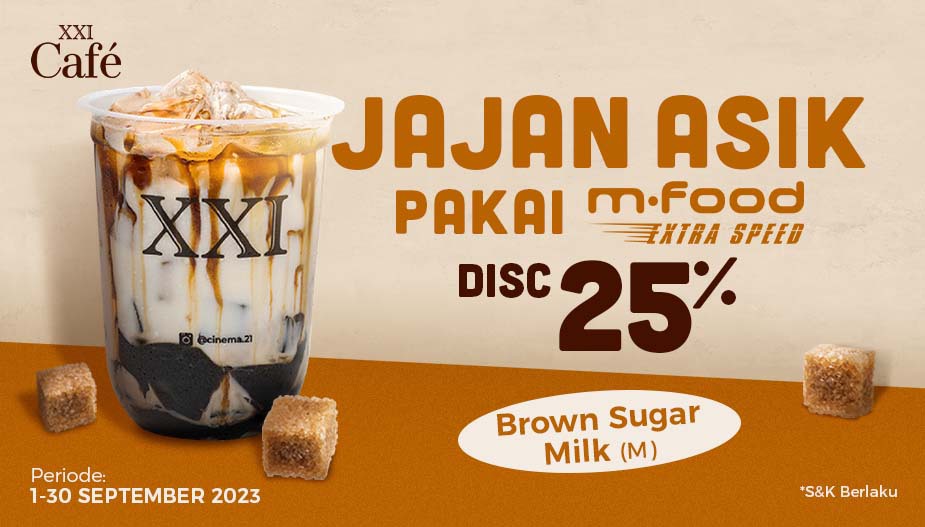 XXI
Café
JAJAN ASIK
PAKAI m•food
EXTRA SPEED
DISC 25%
XXI
@cinema.21
Brown Sugar
Milk (M)
Periode:
1-30 SEPTEMBER 2023
*S&K Berlaku